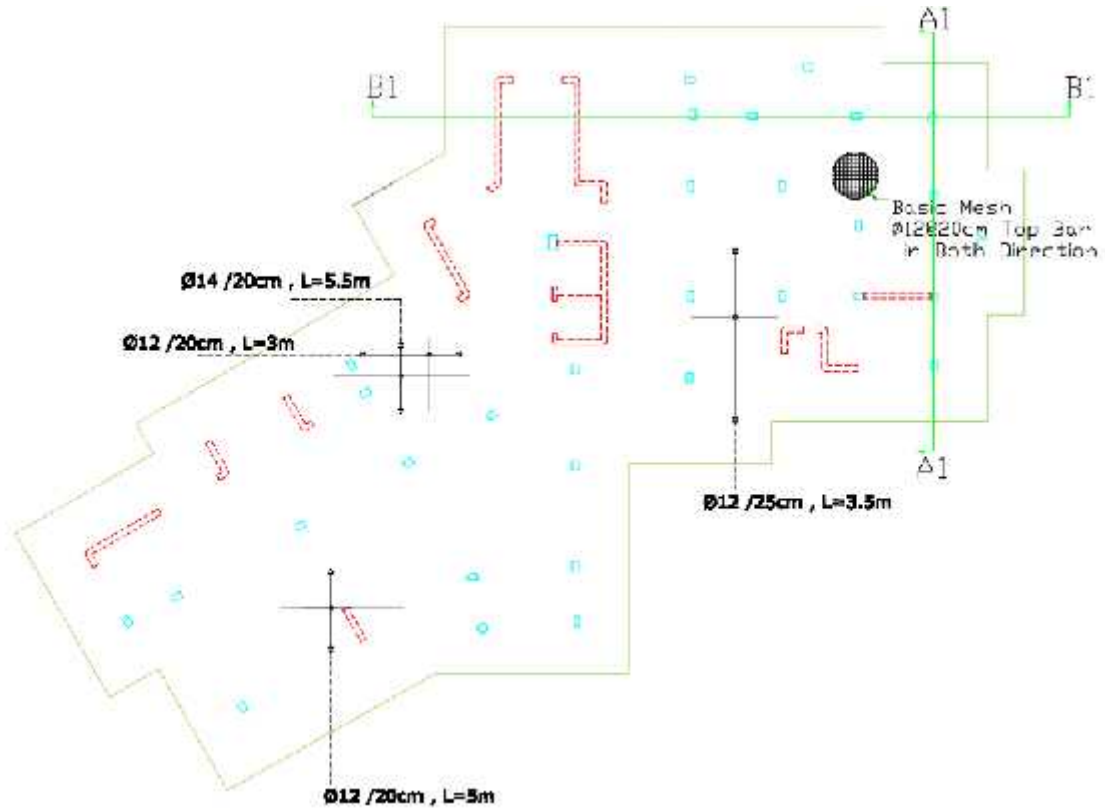 A1
B1
B1
Basic Mesh
Ø12@20cm Top Bar
in Both Direction
Ø14 /20cm , L=5.5m
Ø12 /20cm , L=3m
A1
Ø12 /25cm , L=3.5m
Ø12 /20cm , L=5m